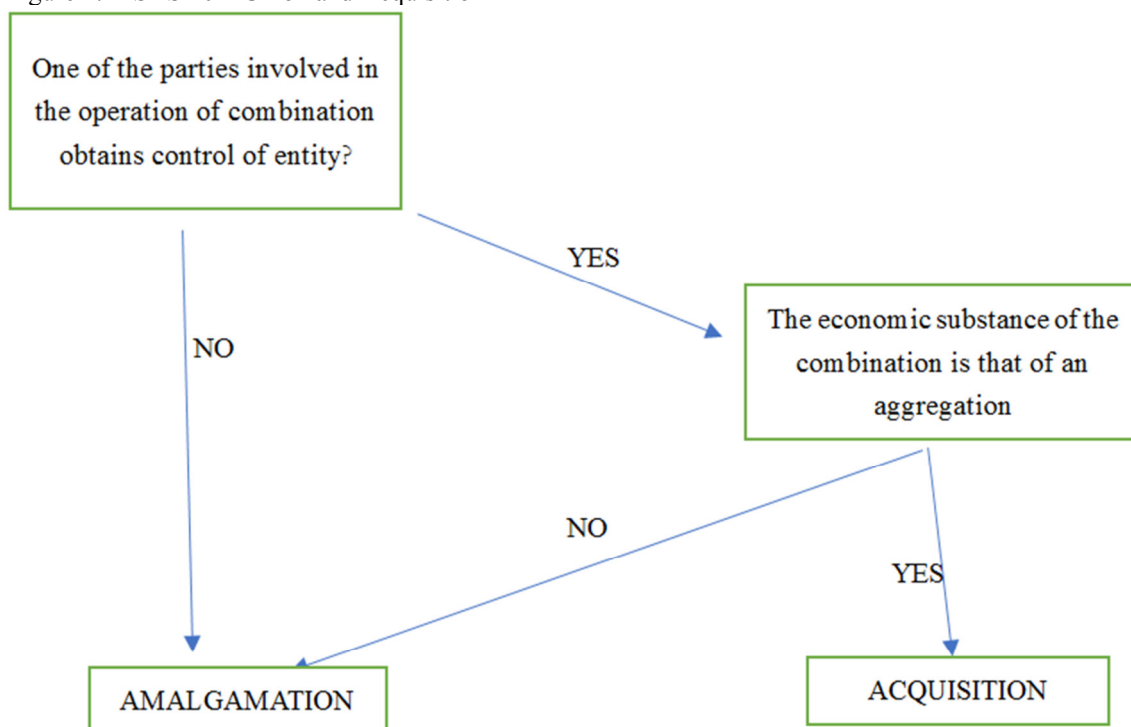 One of the parties involved in
the operation of combination
obtains control of entity?
YES
NO
The economic substance of the
combination is that of an
aggregation
NO
YES
AMALGAMATION
ACQUISITION